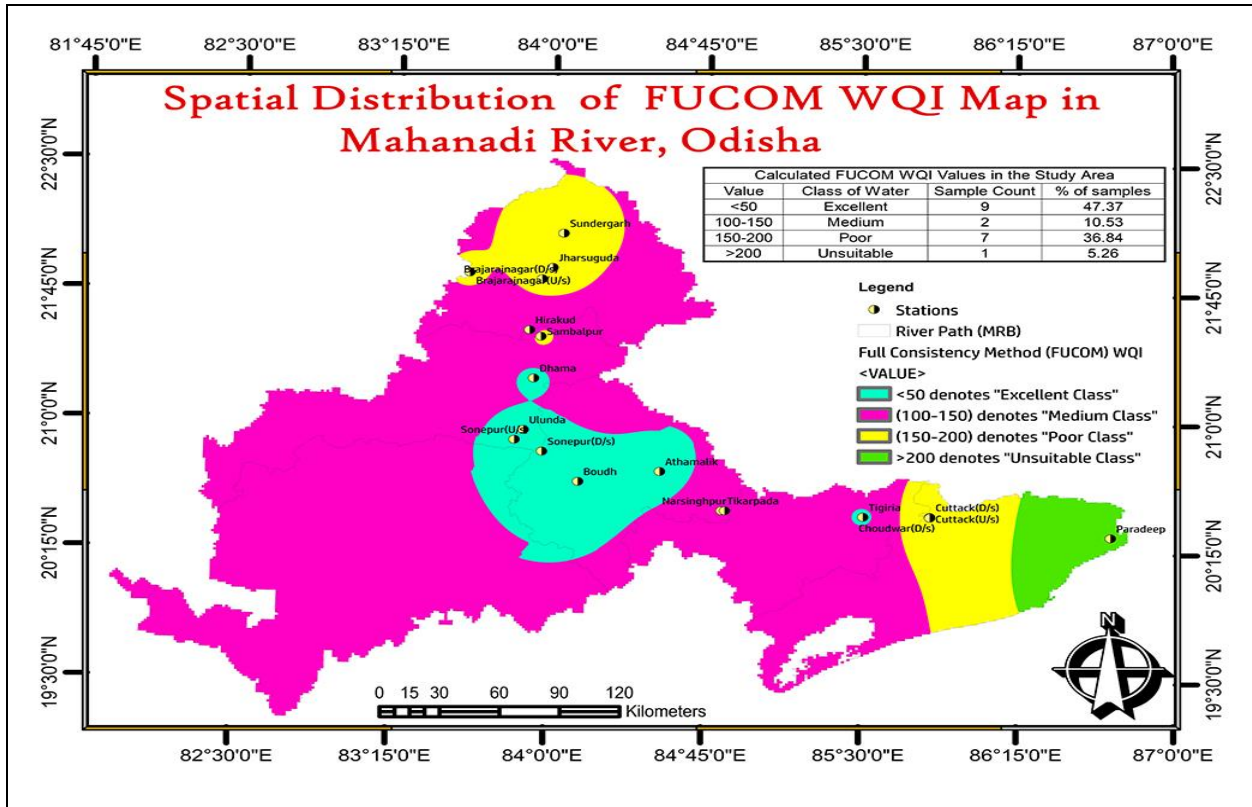 81°45'0"E 82°30'0"E 83°15'0"E 84°0'0"E 84°45'0"E 85°30'0"E 86°15'0"E 87°0'0"E
Spatial Distribution of FUCOM WQI Map in
Mahanadi River, Odisha
22°30'0"N
21°45'0"N
21°0'0"N
20°15'0"N
19°30'0"N
22°30'0"N
21°45'0"N
21°0'0"N
20°15'0"N
19°30'0"N
Calculated FUCOM WQI Values in the Study Area
Value Class of Water Sample Count % of samples
<50 Excellent 9 47.37
100-150 Medium 2 10.53
150-200 Poor 7 36.84
>200 Unsuitable 1 5.26
Legend
Stations
River Path (MRB)
Full Consistency Method (FUCOM) WQI
<VALUE>
<50 denotes "Excellent Class"
(100-150) denotes "Medium Class"
(150-200) denotes "Poor Class"
>200 denotes "Unsuitable Class"
Sundergarh
Jharsuguda
Brajarajnagar(D/s)
Brajarajnagar(U/s)
Hirakud
Sambalpur
Dhama
Ulunda
Sonepur(U/s)
Sonepur(D/s)
Boudh
Athamalik
Narsinghpur
Tikarpada
Tigiria
Choudwar(D/s)
Cuttack(D/s)
Cuttack(U/s)
Paradeep
N
0 15 30 60 90 120
Kilometers
82°30'0"E 83°15'0"E 84°0'0"E 84°45'0"E 85°30'0"E 86°15'0"E 87°0'0"E